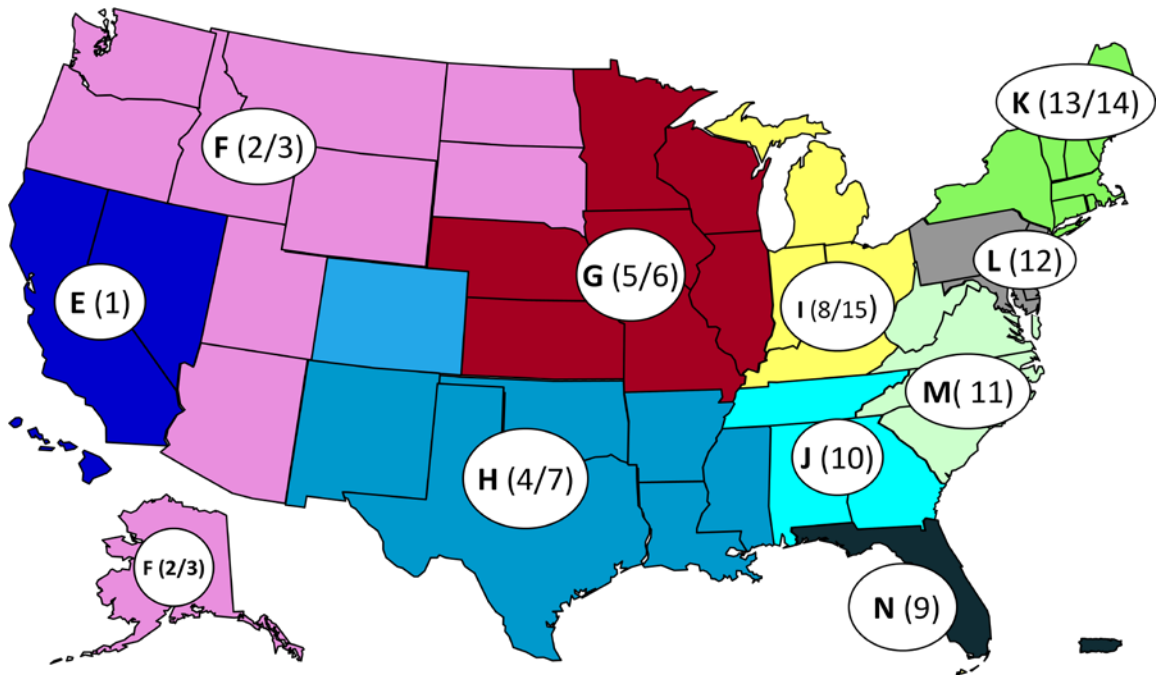 K (13/14)
F (2/3)
L (12)
G (5/6)
E (1)
I (8/15)
M( 11)
J (10)
H (4/7)
F (2/3)
N (9)